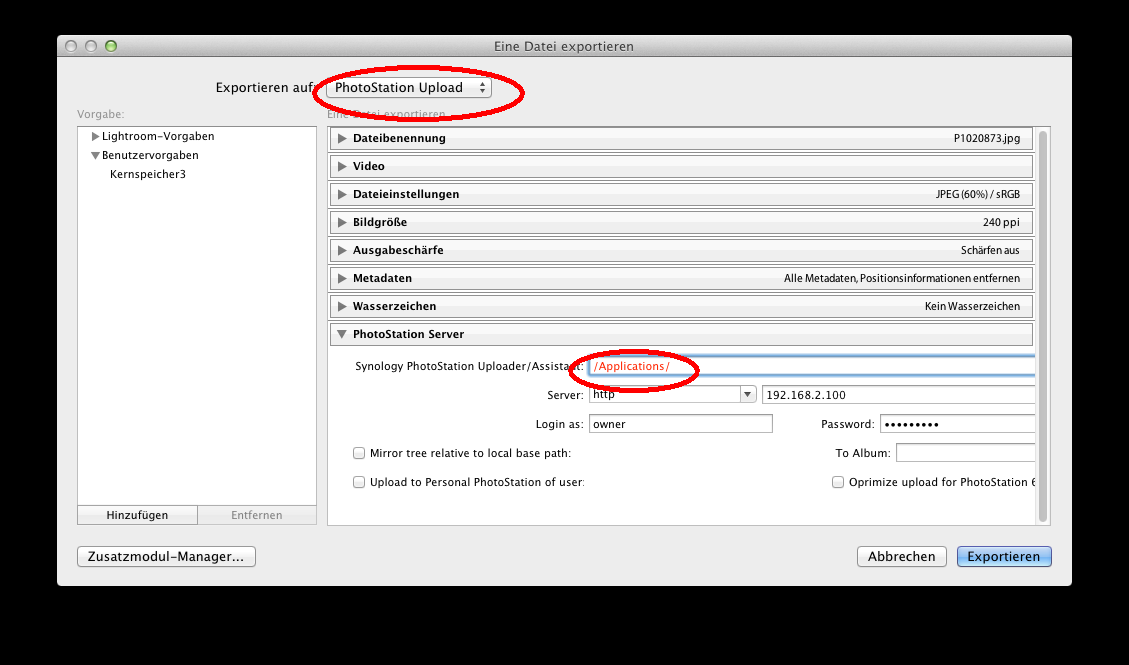 Eine Datei exportieren
Exportieren auf: PhotoStation Upload
Vorgabe:
Eine Datei exportieren
Lightroom-Vorgaben
Benutzervorgaben
Kernspeicher3
Dateibenennung P1020873.jpg
Video
Dateieinstellungen JPEG (60%) / sRGB
Bildgröße 240 ppi
Ausgabeschärfe Schärfen aus
Metadaten Alle Metadaten, Positionsinformationen entfernen
Wasserzeichen Kein Wasserzeichen
PhotoStation Server
Synology PhotoStation Uploader/Assistant: /Applications/
Server: http 192.168.2.100
Login as: owner Password: •••••••••
Mirror tree relative to local base path: To Album:
Upload to Personal PhotoStation of user: Oprimize upload for PhotoStation 6
Hinzufügen Entfernen
Zusatzmodul-Manager... Abbrechen Exportieren